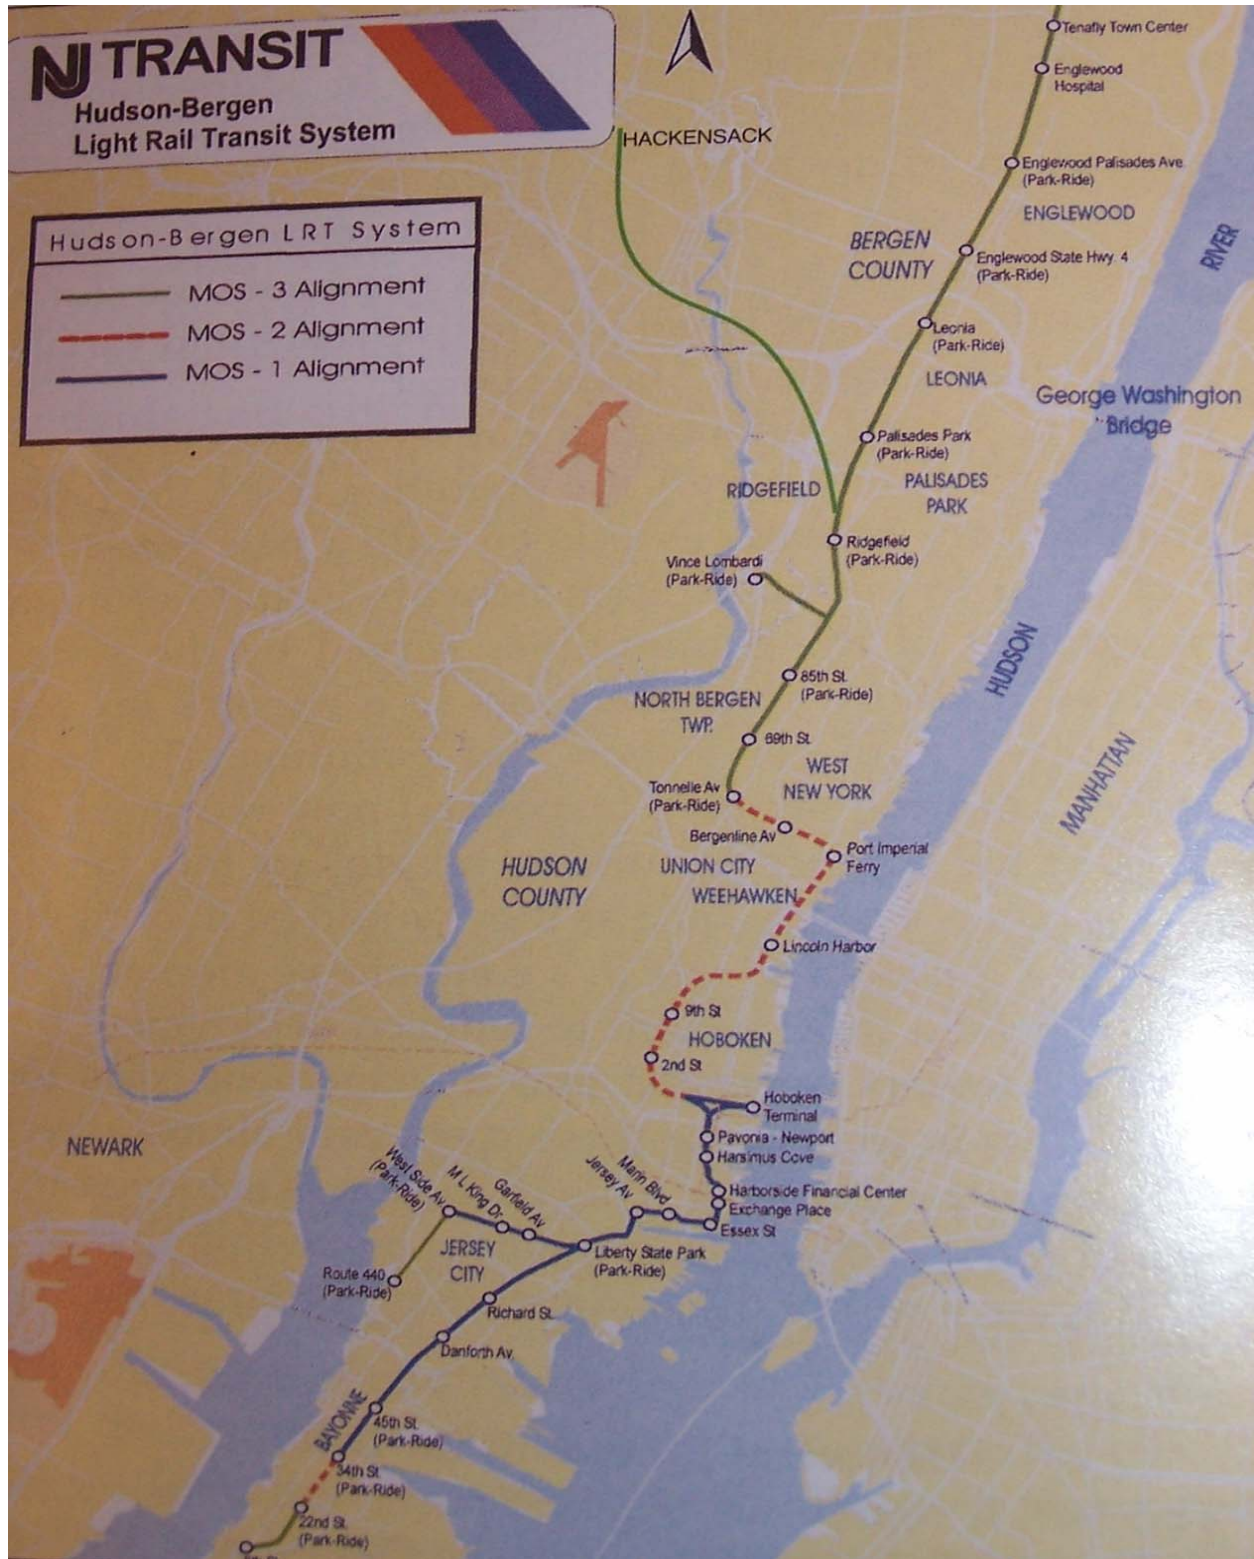 NJ TRANSIT
Hudson-Bergen
Light Rail Transit System
Hudson-Bergen LRT System
MOS - 3 Alignment
MOS - 2 Alignment
MOS - 1 Alignment
HACKENSACK
Tenafly Town Center
Englewood
Hospital
Englewood Palisades Ave.
(Park-Ride)
ENGLEWOOD
BERGEN
COUNTY
Englewood State Hwy. 4
(Park-Ride)
RIVER
Leonia
(Park-Ride)
LEONIA
George Washington
Bridge
Palisades Park
(Park-Ride)
PALISADES
PARK
RIDGEFIELD
Ridgefield
(Park-Ride)
Vince Lombardi
(Park-Ride)
HUDSON
85th St.
(Park-Ride)
NORTH BERGEN
TWP.
69th St.
WEST
NEW YORK
MANHATTAN
Tonnelle Av
(Park-Ride)
Bergenline Av
Port Imperial
Ferry
HUDSON
COUNTY
UNION CITY
WEEHAWKEN
Lincoln Harbor
9th St
HOBOKEN
2nd St
Hoboken
Terminal
NEWARK
Pavonia - Newport
Harsimus Cove
West Side Av
(Park-Ride)
M L King Dr
Garfield Av
Jersey Av
Marin Blvd
Harborside Financial Center
Exchange Place
Essex St
JERSEY
CITY
Liberty State Park
(Park-Ride)
Route 440
(Park-Ride)
Richard St.
Danforth Av.
BAYONNE
45th St.
(Park-Ride)
34th St.
(Park-Ride)
22nd St.
(Park-Ride)